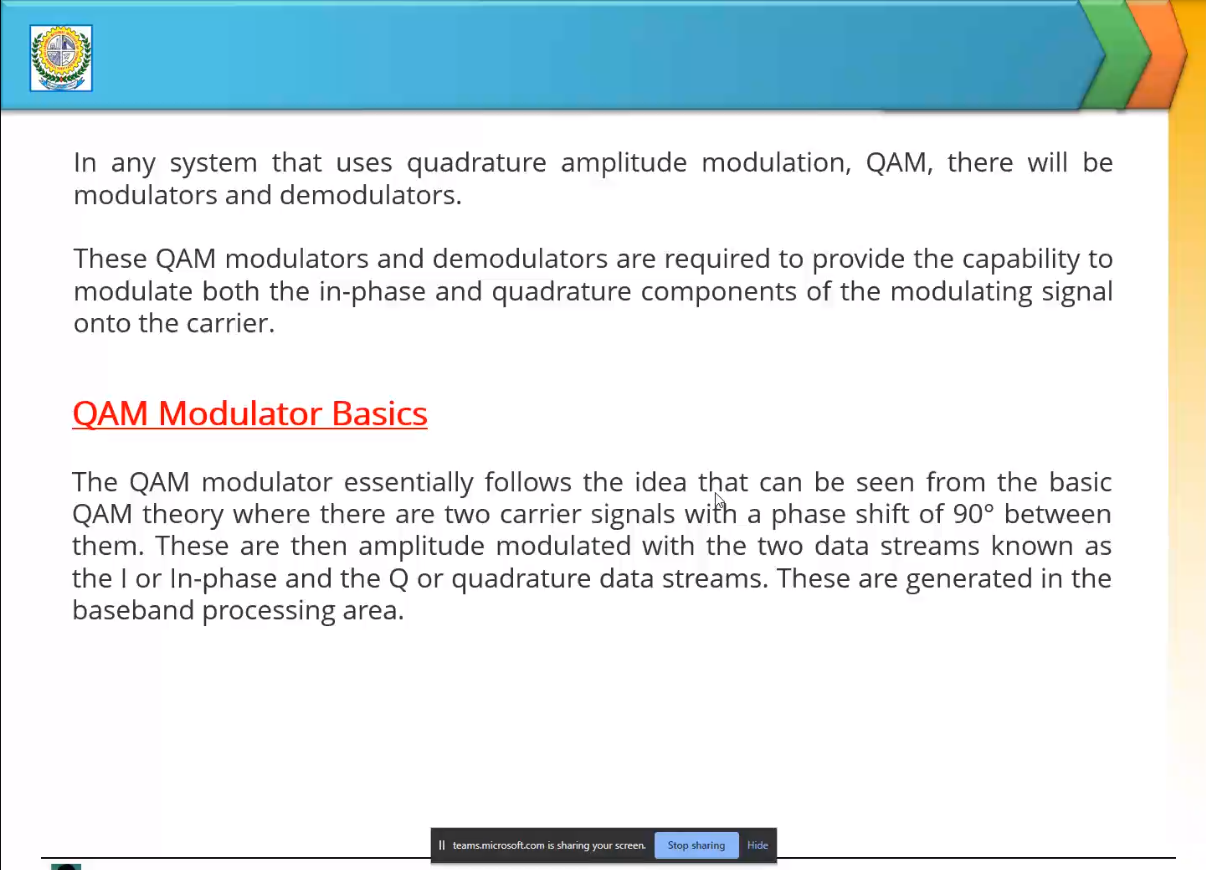 In any system that uses quadrature amplitude modulation, QAM, there will be
modulators and demodulators.
These QAM modulators and demodulators are required to provide the capability to
modulate both the in-phase and quadrature components of the modulating signal
onto the carrier.
QAM Modulator Basics
The QAM modulator essentially follows the idea that can be seen from the basic
QAM theory where there are two carrier signals with a phase shift of 90° between
them. These are then amplitude modulated with the two data streams known as
the I or In-phase and the Q or quadrature data streams. These are generated in the
baseband processing area.
teams.microsoft.com is sharing your screen. Stop sharing Hide